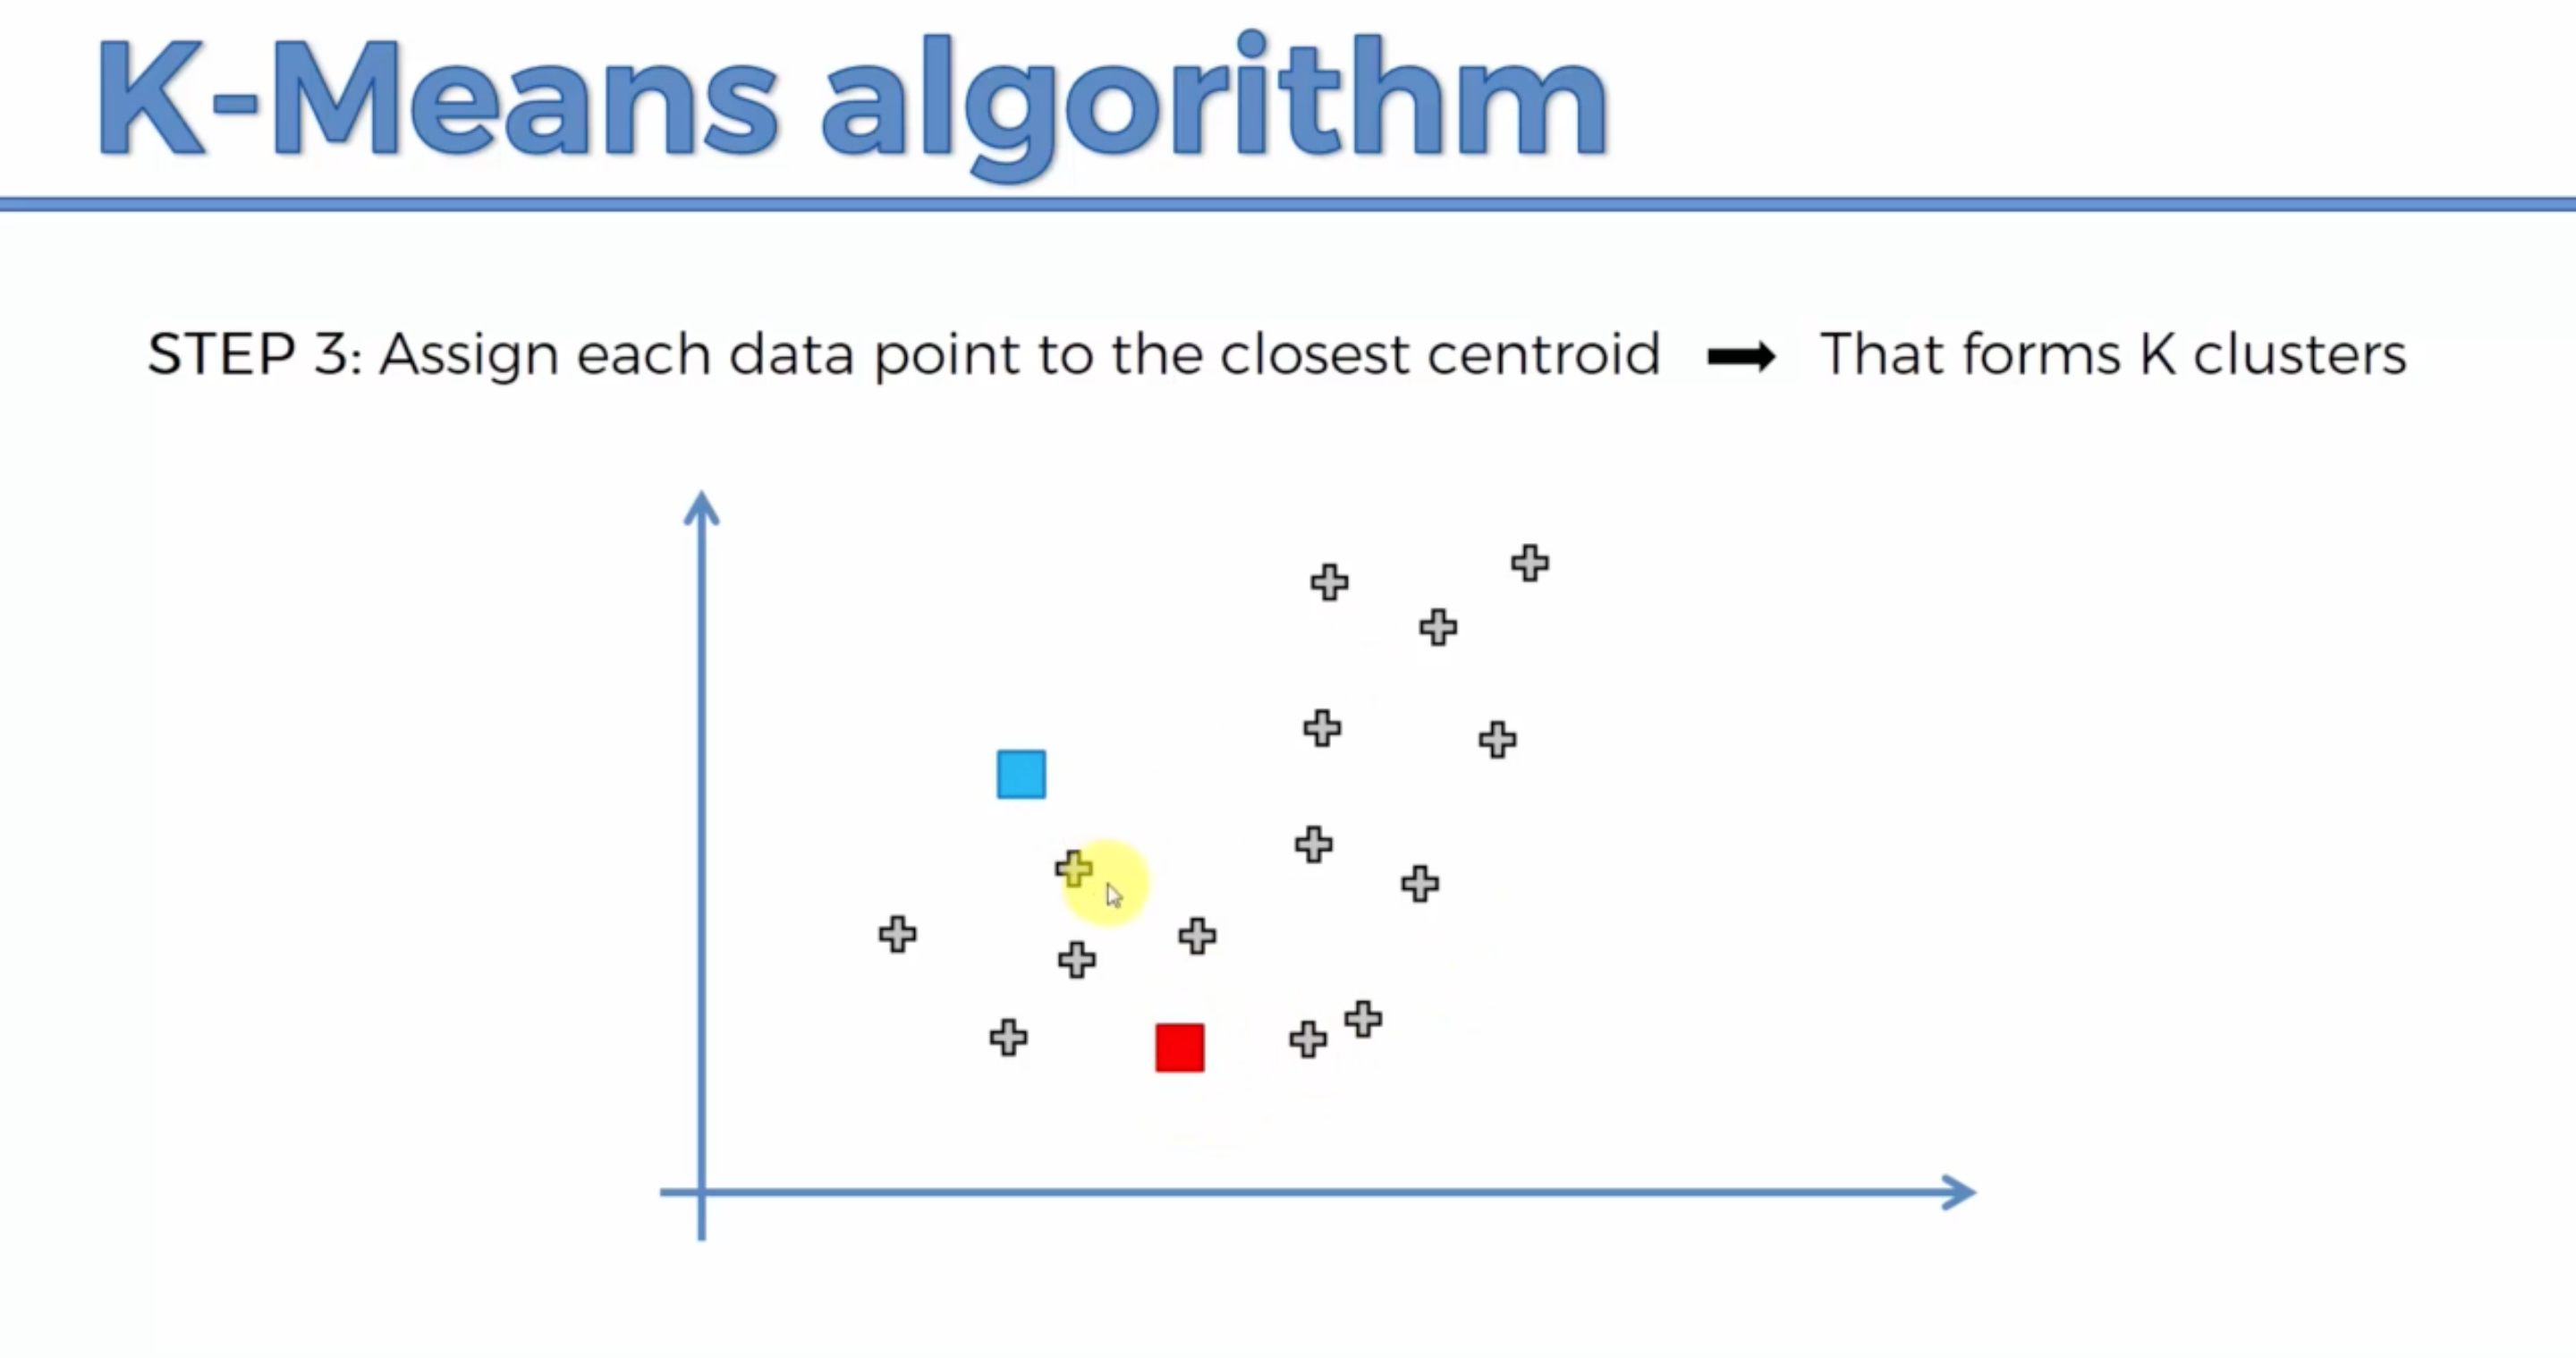 K-Means algorithm
STEP 3: Assign each data point to the closest centroid ➡ That forms K clusters